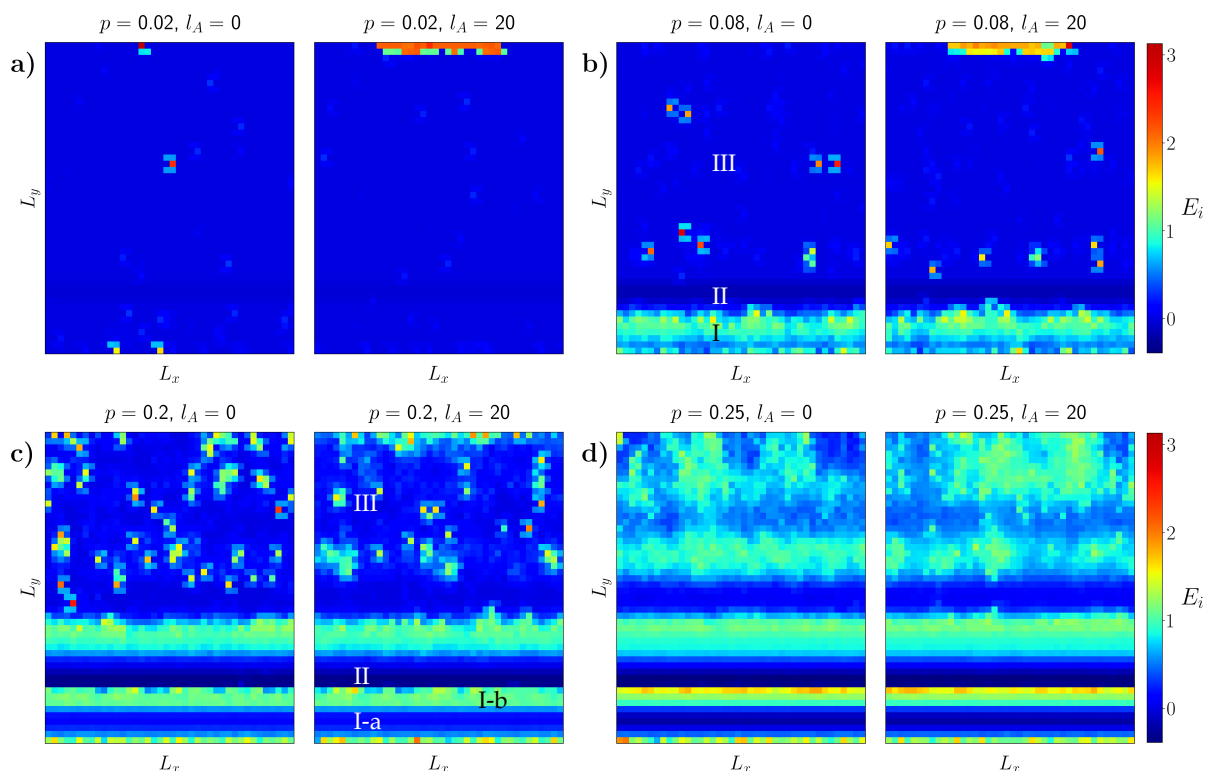 p = 0.02, l_A = 0
p = 0.02, l_A = 20
p = 0.08, l_A = 0
p = 0.08, l_A = 20
a)
b)
III
II
I
L_y
L_y
L_x
L_x
L_x
L_x
3
2
1
0
E_i
p = 0.2, l_A = 0
p = 0.2, l_A = 20
p = 0.25, l_A = 0
p = 0.25, l_A = 20
c)
d)
III
II
I-b
I-a
L_y
L_y
L_x
L_x
L_x
L_x
3
2
1
0
E_i